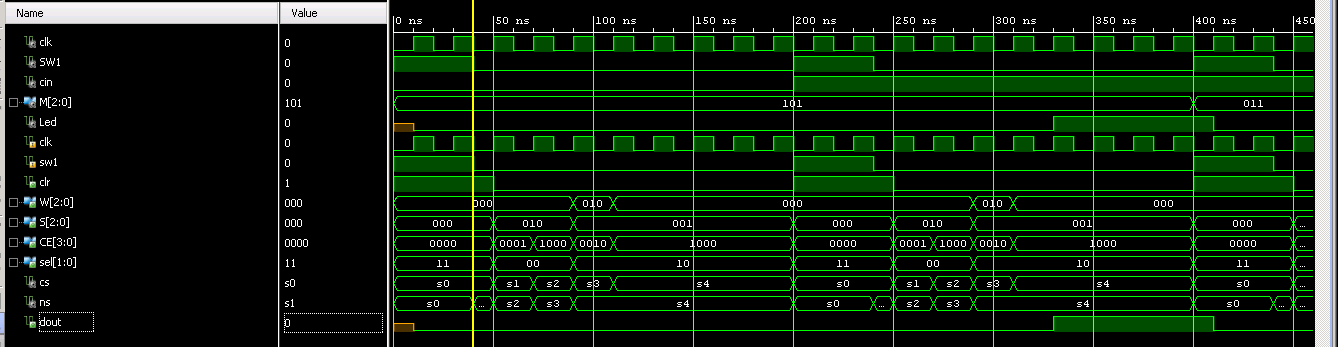 Name Value 0 ns 50 ns 100 ns 150 ns 200 ns 250 ns 300 ns 350 ns 400 ns 450
clk 0
SW1 0
cin 0
M[2:0] 101 101 011
Led 0
clk 0
sw1 0
clr 1
W[2:0] 000 000 010 000 010 000
S[2:0] 000 000 010 001 000 010 001 000 ...
CE[3:0] 0000 0000 0001 1000 0010 1000 0000 0001 1000 0010 1000 0000 ...
sel[1:0] 11 11 00 10 11 00 10 11 ...
cs s0 s0 s1 s2 s3 s4 s0 s1 s2 s3 s4 s0 ...
ns s1 s0 ... s2 s3 s4 s0 ... s2 s3 s4 s0 ... ...
dout 0